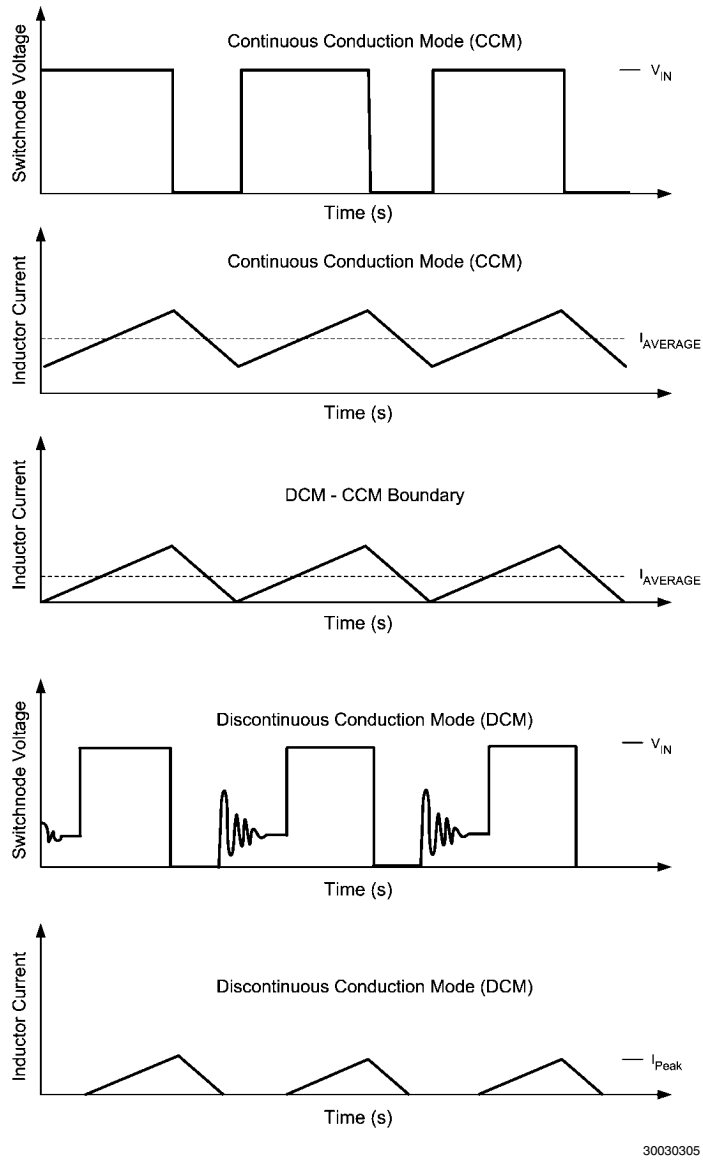 Continuous Conduction Mode (CCM)
Switchnode Voltage
V_IN
Time (s)
Continuous Conduction Mode (CCM)
Inductor Current
I_AVERAGE
Time (s)
DCM - CCM Boundary
Inductor Current
I_AVERAGE
Time (s)
Discontinuous Conduction Mode (DCM)
Switchnode Voltage
V_IN
Time (s)
Discontinuous Conduction Mode (DCM)
Inductor Current
I_Peak
Time (s)
30030305